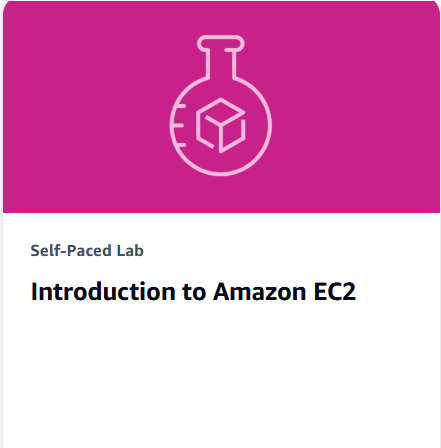 Self-Paced Lab
Introduction to Amazon EC2